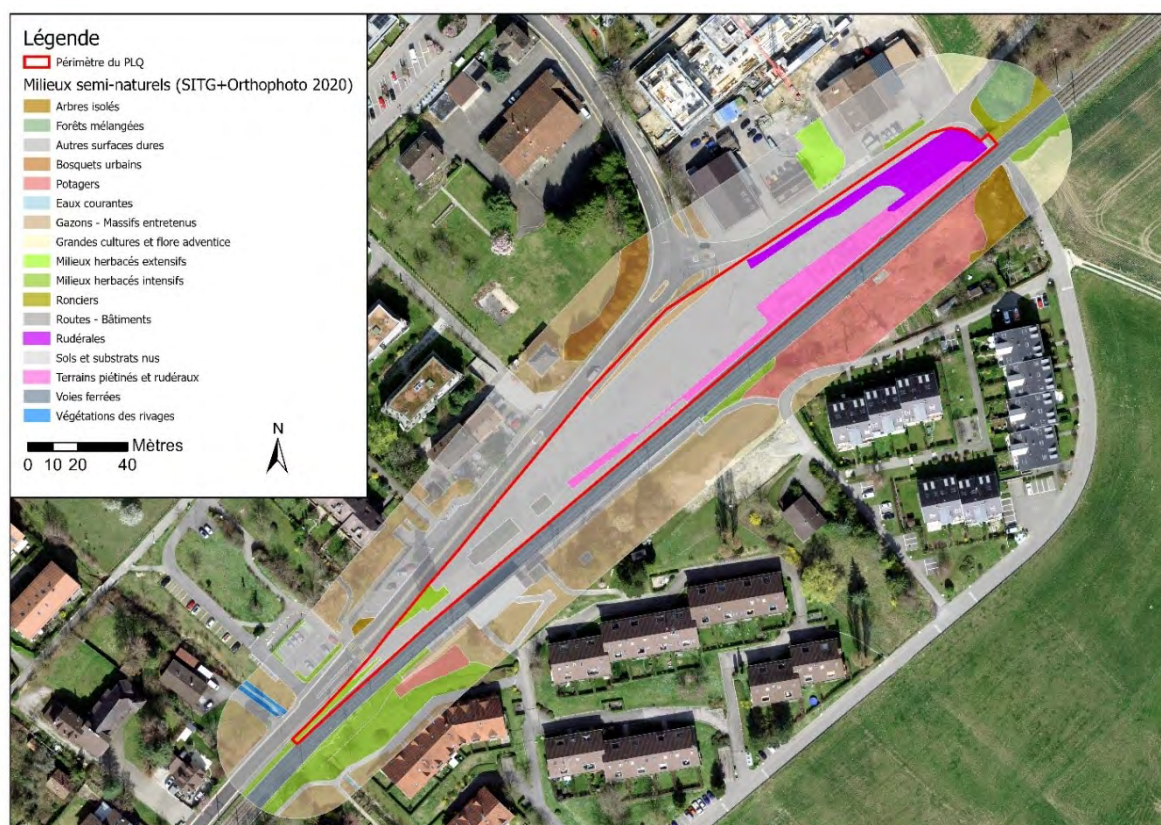 Légende
Périmètre du PLQ
Milieux semi-naturels (SITG+Orthophoto 2020)
Arbres isolés
Forêts mélangées
Autres surfaces dures
Bosquets urbains
Potagers
Eaux courantes
Gazons - Massifs entretenus
Grandes cultures et flore adventice
Milieux herbacés extensifs
Milieux herbacés intensifs
Ronciers
Routes - Bâtiments
Rudérales
Sols et substrats nus
Terrains piétinés et rudéraux
Voies ferrées
Végétations des rivages
Mètres
0 10 20 40
N